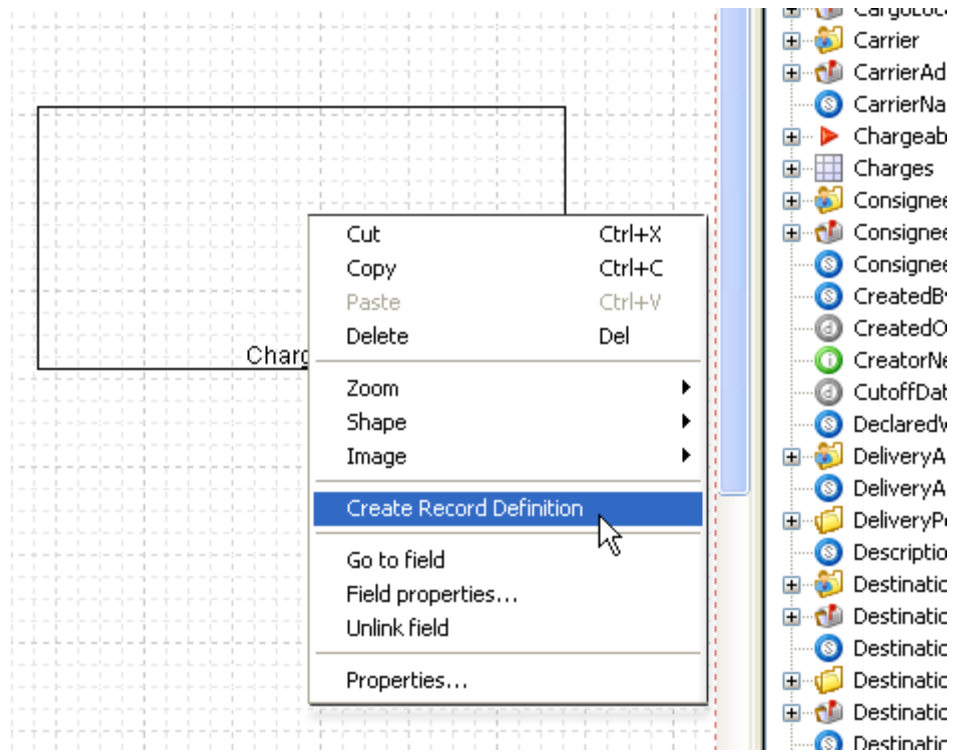 Carrier
CarrierAd
CarrierNa
Chargeab
Charges
Consignee
Consignee
Consignee
CreatedB
CreatedO
CreatorNe
CutoffDat
DeclaredV
DeliveryA
DeliveryA
DeliveryP
Descriptio
Destinatic
Destinatic
Destinatic
Destinatic
Destinatic
Destinatic
Charg
Cut Ctrl+X
Copy Ctrl+C
Paste Ctrl+V
Delete Del
Zoom
Shape
Image
Create Record Definition
Go to field
Field properties...
Unlink field
Properties...